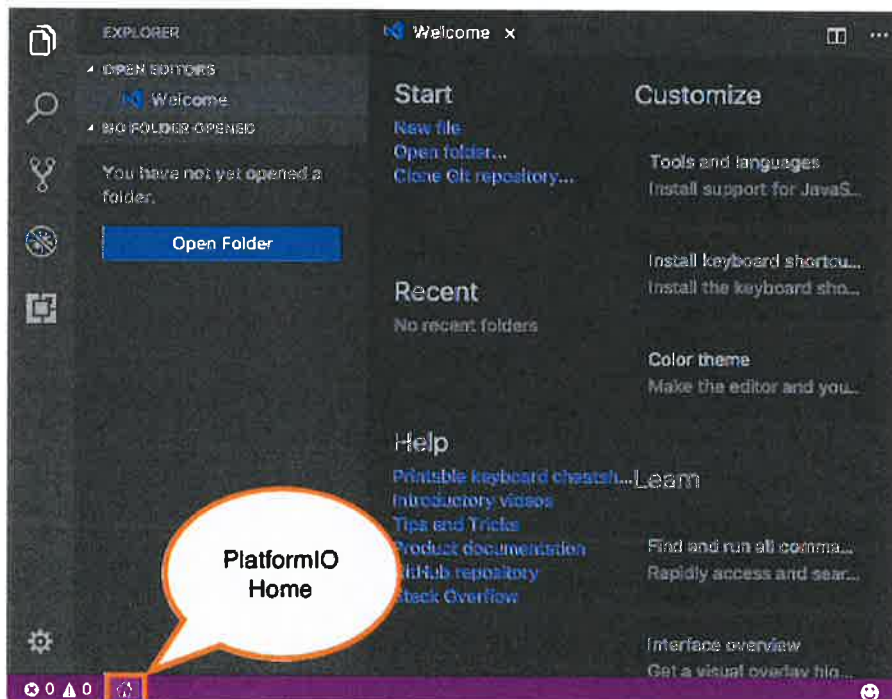 EXPLORER
OPEN EDITORS
Welcome
NO FOLDER OPENED
You have not yet opened a
folder.
Open Folder
Welcome ×
Start
New file
Open folder...
Clone Git repository...
Recent
No recent folders
Help
Printable keyboard cheatsh...
Introductory videos
Tips and Tricks
Product documentation
GitHub repository
Stack Overflow
Customize
Tools and languages
Install support for JavaS...
Install keyboard shortcu...
Install the keyboard sho...
Color theme
Make the editor and you...
Learn
Find and run all comma...
Rapidly access and sear...
Interface overview
Get a visual overlay hig...
PlatformIO
Home
0 0